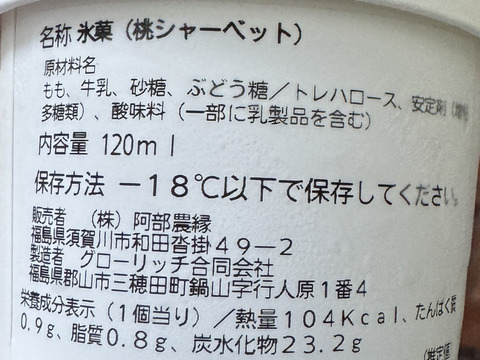 名称 氷菓（桃シャーベット）
原材料名
もも、牛乳、砂糖、ぶどう糖／トレハロース、安定剤（増粘
多糖類）、酸味料（一部に乳製品を含む）
内容量 120ｍｌ
保存方法 －18℃以下で保存してください。
販売者 （株）阿部農縁
福島県須賀川市和田沓掛49－2
製造者 グローリッチ合同会社
福島県郡山市三穂田町鍋山字行人原1番4
栄養成分表示（1個当り）／熱量104Kcal、たんぱく質
0.9g、脂質0.8g、炭水化物23.2g
（推定値）